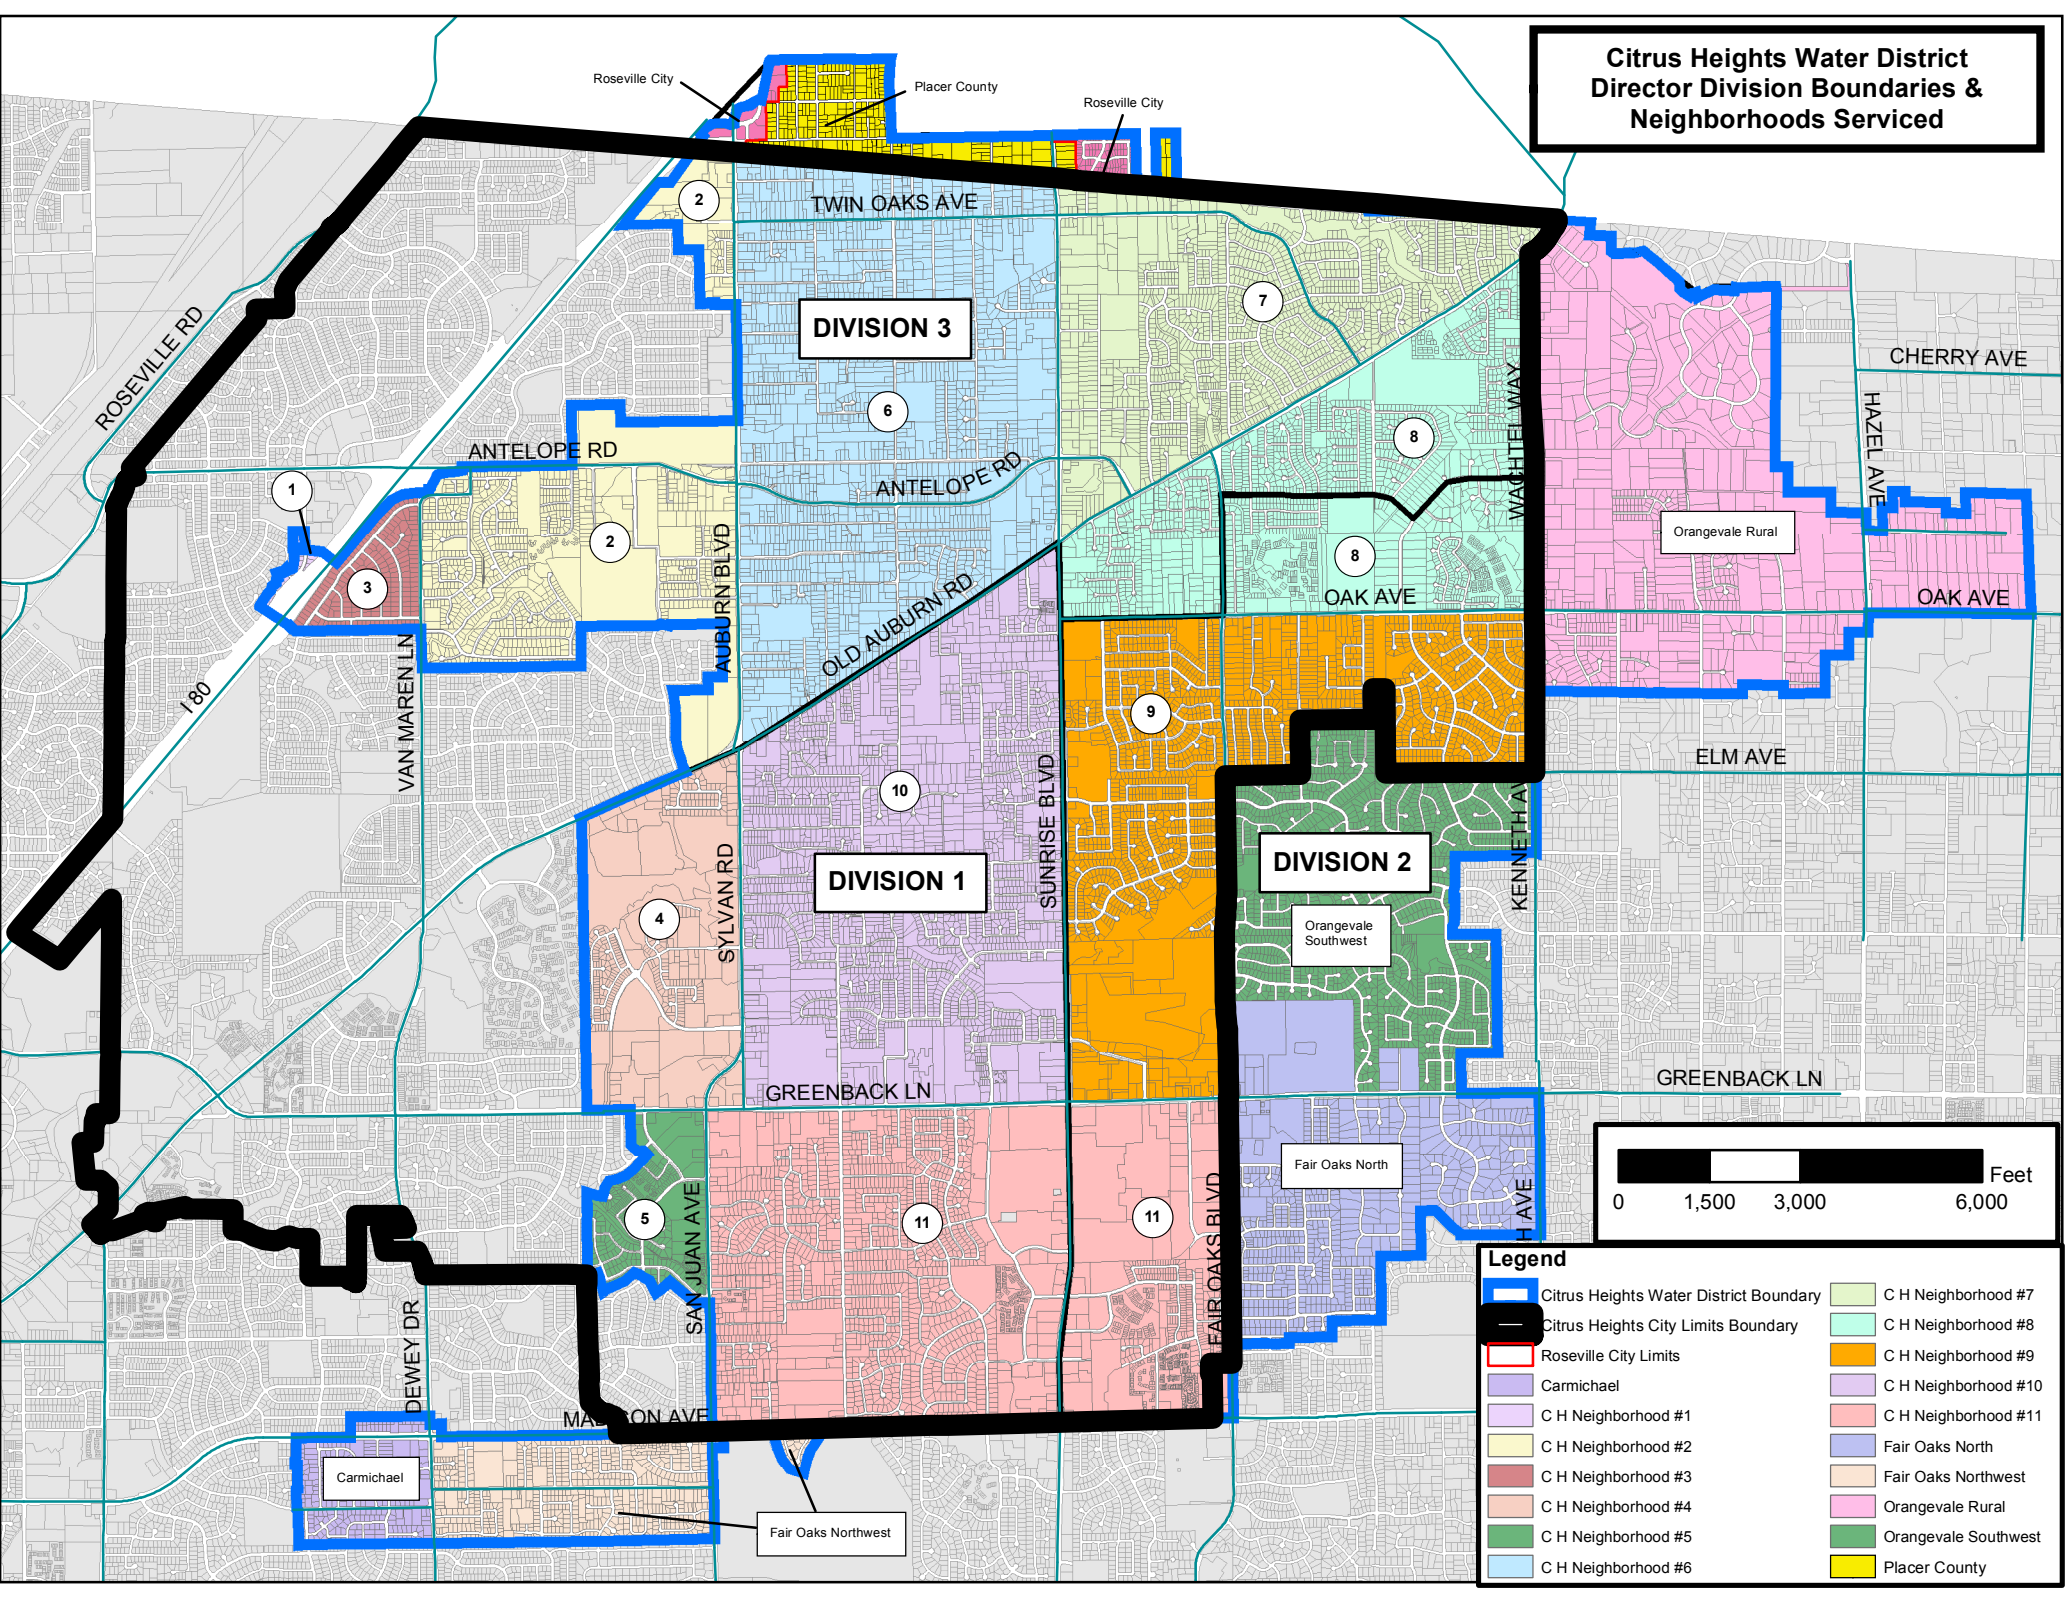 Citrus Heights Water District
Director Division Boundaries &
Neighborhoods Serviced
Roseville City
Placer County
Roseville City
2
TWIN OAKS AVE
7
DIVISION 3
ROSEVILLE RD
CHERRY AVE
WACHTEL WAY
HAZEL AVE
6
8
ANTELOPE RD
ANTELOPE RD
1
2
Orangevale Rural
8
3
AUBURN BLVD
OAK AVE
OAK AVE
OLD AUBURN RD
I 80
VAN MAREN LN
9
ELM AVE
10
SUNRISE BLVD
KENNETH AV
DIVISION 2
DIVISION 1
SYLVAN RD
4
Orangevale
Southwest
GREENBACK LN
GREENBACK LN
Fair Oaks North
5
SAN JUAN AVE
11
11
FAIR OAKS BLVD
H AVE
DEWEY DR
MADISON AVE
Carmichael
Fair Oaks Northwest
Feet
0 1,500 3,000 6,000
Legend
Citrus Heights Water District Boundary
Citrus Heights City Limits Boundary
Roseville City Limits
Carmichael
C H Neighborhood #1
C H Neighborhood #2
C H Neighborhood #3
C H Neighborhood #4
C H Neighborhood #5
C H Neighborhood #6
C H Neighborhood #7
C H Neighborhood #8
C H Neighborhood #9
C H Neighborhood #10
C H Neighborhood #11
Fair Oaks North
Fair Oaks Northwest
Orangevale Rural
Orangevale Southwest
Placer County